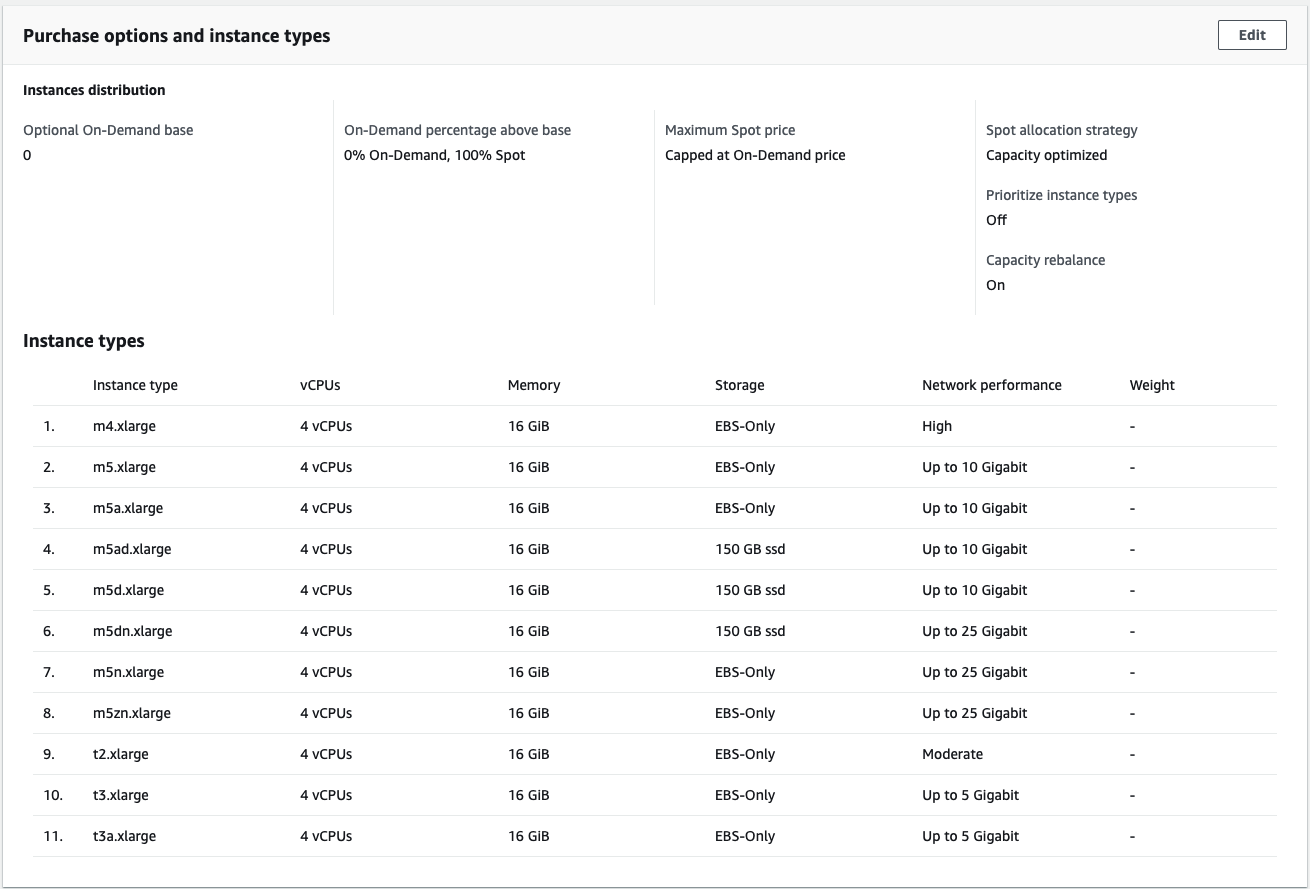 Purchase options and instance types
Edit
Instances distribution
Optional On-Demand base
0
On-Demand percentage above base
0% On-Demand, 100% Spot
Maximum Spot price
Capped at On-Demand price
Spot allocation strategy
Capacity optimized
Prioritize instance types
Off
Capacity rebalance
On
Instance types
Instance type vCPUs Memory Storage Network performance Weight
1. m4.xlarge 4 vCPUs 16 GiB EBS-Only High -
2. m5.xlarge 4 vCPUs 16 GiB EBS-Only Up to 10 Gigabit -
3. m5a.xlarge 4 vCPUs 16 GiB EBS-Only Up to 10 Gigabit -
4. m5ad.xlarge 4 vCPUs 16 GiB 150 GB ssd Up to 10 Gigabit -
5. m5d.xlarge 4 vCPUs 16 GiB 150 GB ssd Up to 10 Gigabit -
6. m5dn.xlarge 4 vCPUs 16 GiB 150 GB ssd Up to 25 Gigabit -
7. m5n.xlarge 4 vCPUs 16 GiB EBS-Only Up to 25 Gigabit -
8. m5zn.xlarge 4 vCPUs 16 GiB EBS-Only Up to 25 Gigabit -
9. t2.xlarge 4 vCPUs 16 GiB EBS-Only Moderate -
10. t3.xlarge 4 vCPUs 16 GiB EBS-Only Up to 5 Gigabit -
11. t3a.xlarge 4 vCPUs 16 GiB EBS-Only Up to 5 Gigabit -